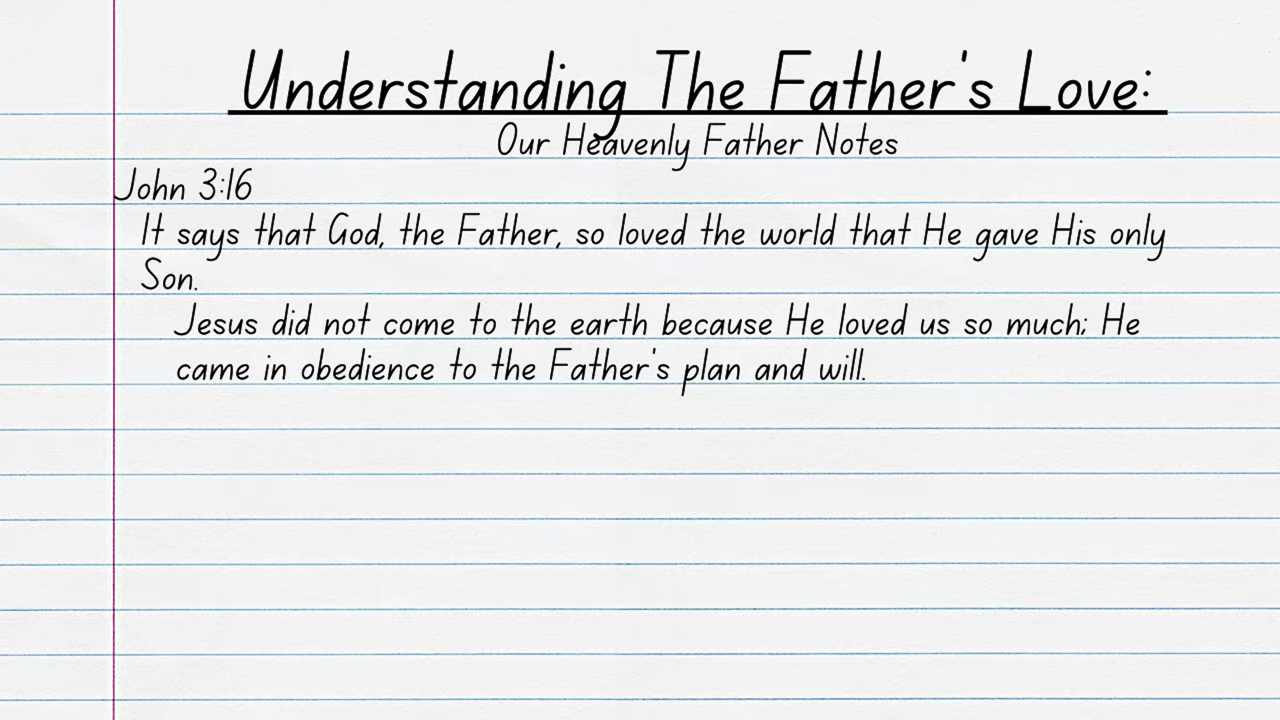 Understanding The Father's Love:
Our Heavenly Father Notes
John 3:16
It says that God, the Father, so loved the world that He gave His only
Son.
Jesus did not come to the earth because He loved us so much; He
came in obedience to the Father's plan and will.